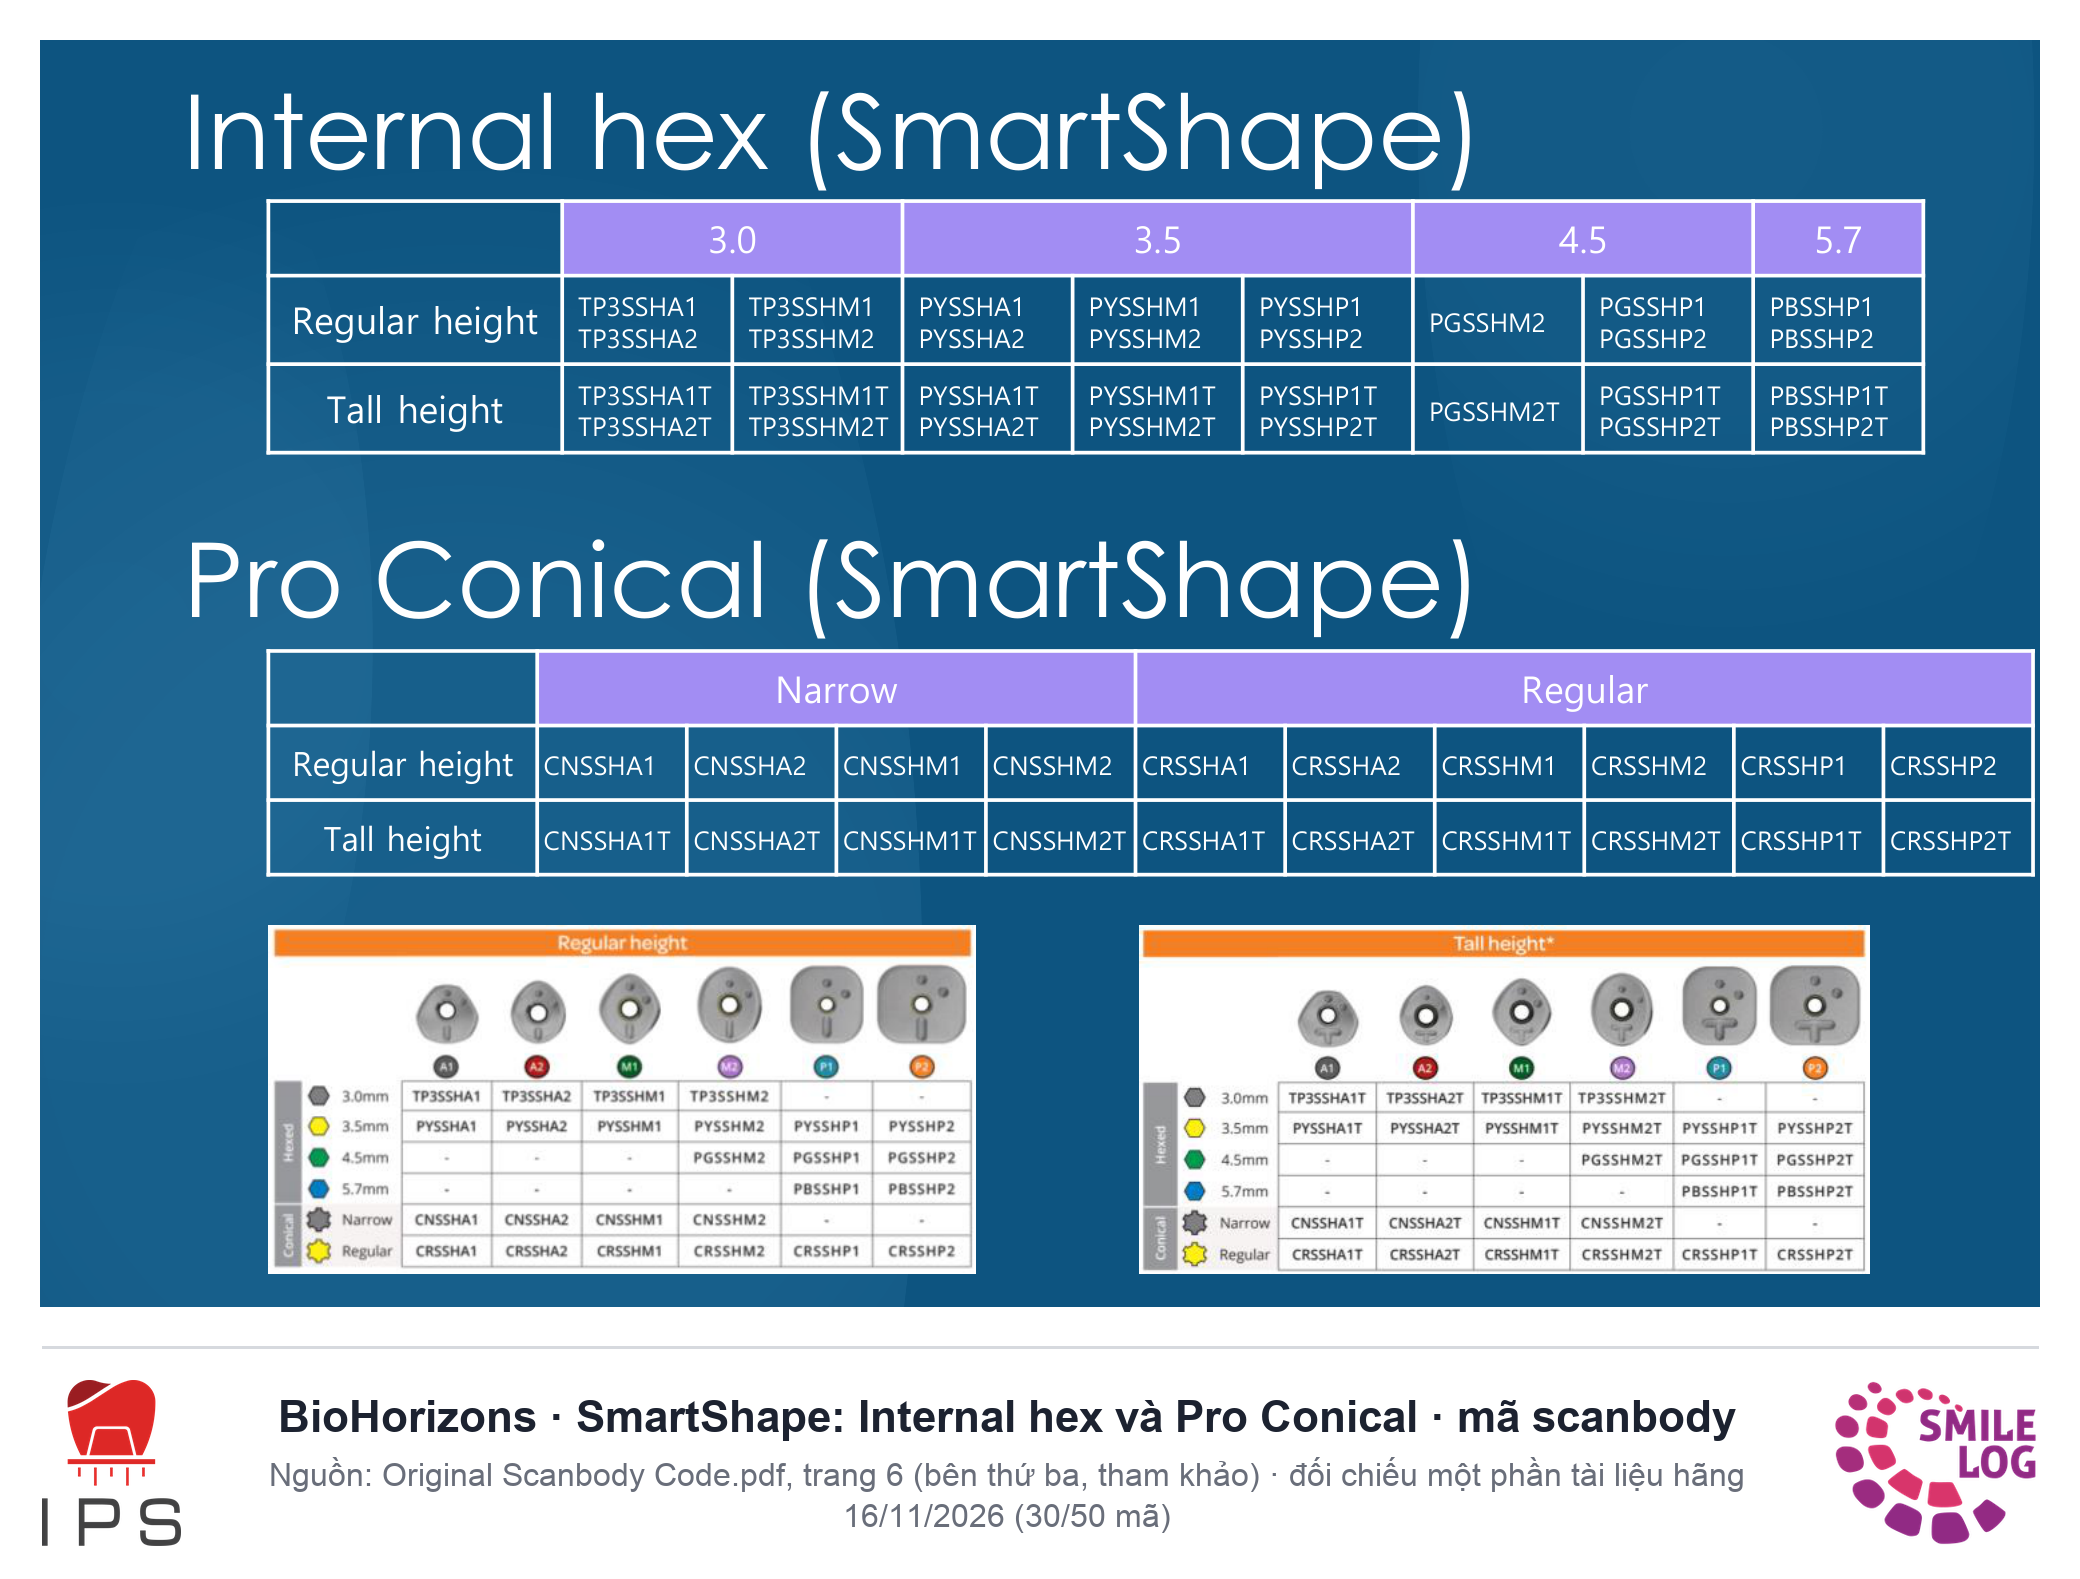 Internal hex (SmartShape)
3.0 3.5 4.5 5.7
Regular height TP3SSHA1 TP3SSHM1 PYSSHA1 PYSSHM1 PYSSHP1 PGSSHM2 PGSSHP1 PBSSHP1
TP3SSHA2 TP3SSHM2 PYSSHA2 PYSSHM2 PYSSHP2 PGSSHP2 PBSSHP2
Tall height TP3SSHA1T TP3SSHM1T PYSSHA1T PYSSHM1T PYSSHP1T PGSSHM2T PGSSHP1T PBSSHP1T
TP3SSHA2T TP3SSHM2T PYSSHA2T PYSSHM2T PYSSHP2T PGSSHP2T PBSSHP2T
Pro Conical (SmartShape)
Narrow Regular
Regular height CNSSHA1 CNSSHA2 CNSSHM1 CNSSHM2 CRSSHA1 CRSSHA2 CRSSHM1 CRSSHM2 CRSSHP1 CRSSHP2
Tall height CNSSHA1T CNSSHA2T CNSSHM1T CNSSHM2T CRSSHA1T CRSSHA2T CRSSHM1T CRSSHM2T CRSSHP1T CRSSHP2T
Regular height
A1 A2 M1 M2 P1 P2
Hexed
3.0mm TP3SSHA1 TP3SSHA2 TP3SSHM1 TP3SSHM2 - -
3.5mm PYSSHA1 PYSSHA2 PYSSHM1 PYSSHM2 PYSSHP1 PYSSHP2
4.5mm - - - PGSSHM2 PGSSHP1 PGSSHP2
5.7mm - - - - PBSSHP1 PBSSHP2
Conical
Narrow CNSSHA1 CNSSHA2 CNSSHM1 CNSSHM2 - -
Regular CRSSHA1 CRSSHA2 CRSSHM1 CRSSHM2 CRSSHP1 CRSSHP2
Tall height*
A1 A2 M1 M2 P1 P2
Hexed
3.0mm TP3SSHA1T TP3SSHA2T TP3SSHM1T TP3SSHM2T - -
3.5mm PYSSHA1T PYSSHA2T PYSSHM1T PYSSHM2T PYSSHP1T PYSSHP2T
4.5mm - - - PGSSHM2T PGSSHP1T PGSSHP2T
5.7mm - - - - PBSSHP1T PBSSHP2T
Conical
Narrow CNSSHA1T CNSSHA2T CNSSHM1T CNSSHM2T - -
Regular CRSSHA1T CRSSHA2T CRSSHM1T CRSSHM2T CRSSHP1T CRSSHP2T
IPS
BioHorizons · SmartShape: Internal hex và Pro Conical · mã scanbody
Nguồn: Original Scanbody Code.pdf, trang 6 (bên thứ ba, tham khảo) · đối chiếu một phần tài liệu hãng
16/11/2026 (30/50 mã)
SMILE
LOG